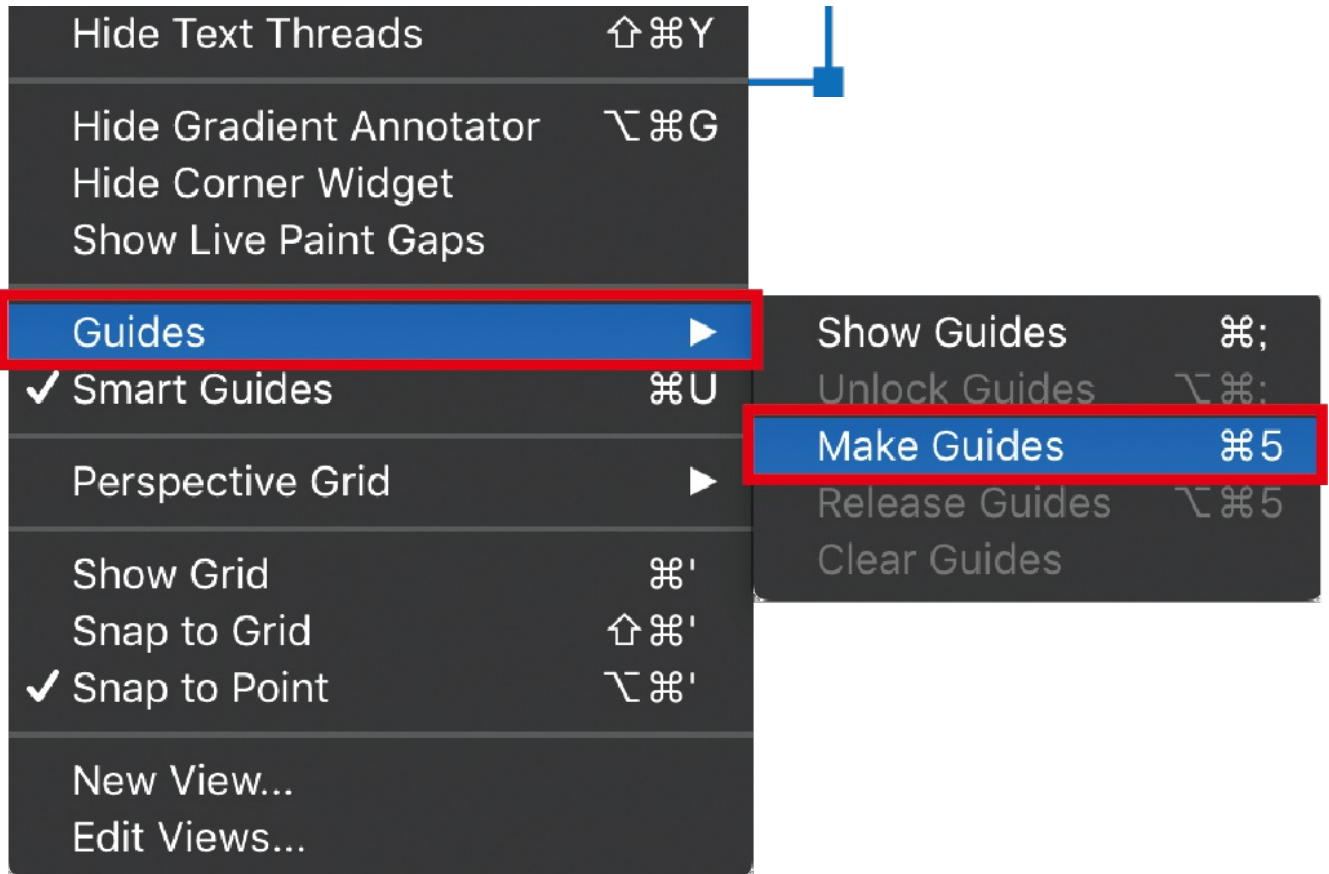 Hide Text Threads ⇧⌘Y
Hide Gradient Annotator ⌥⌘G
Hide Corner Widget
Show Live Paint Gaps
Guides ▶
✓ Smart Guides ⌘U
Perspective Grid ▶
Show Grid ⌘'
Snap to Grid ⇧⌘'
✓ Snap to Point ⌥⌘'
New View...
Edit Views...
Show Guides ⌘;
Unlock Guides ⌥⌘;
Make Guides ⌘5
Release Guides ⌥⌘5
Clear Guides